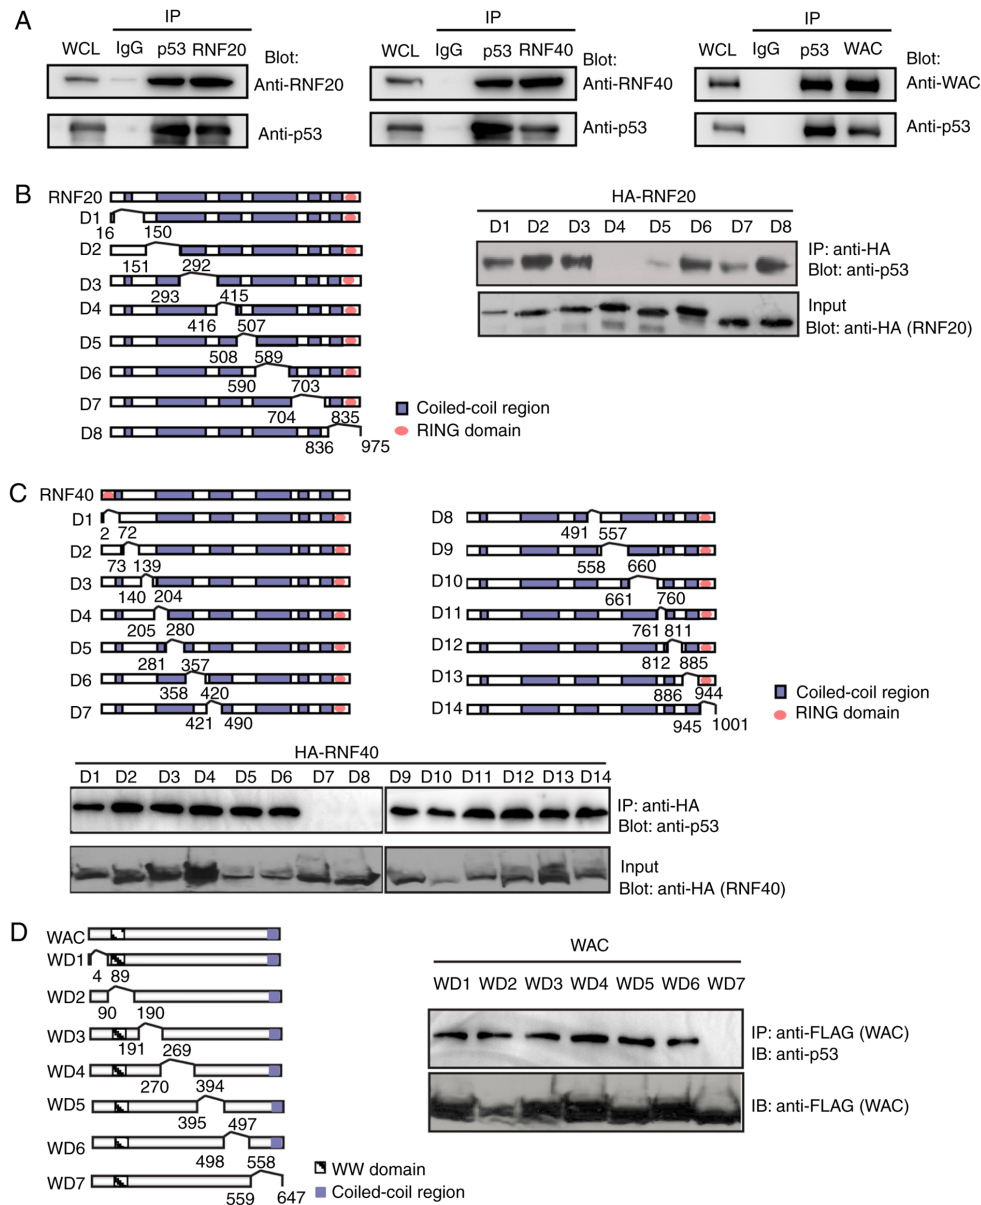 A
IP
WCL IgG p53 RNF20
Blot:
Anti-RNF20
Anti-p53
IP
WCL IgG p53 RNF40
Blot:
Anti-RNF40
Anti-p53
IP
WCL IgG p53 WAC
Blot:
Anti-WAC
Anti-p53
B
RNF20
D1
16 150
D2
151 292
D3
293 415
D4
416 507
D5
508 589
D6
590 703
D7
704 835
D8
836 975
Coiled-coil region
RING domain
HA-RNF20
D1 D2 D3 D4 D5 D6 D7 D8
IP: anti-HA
Blot: anti-p53
Input
Blot: anti-HA (RNF20)
C
RNF40
D1
2 72
D2
73 139
D3
140 204
D4
205 280
D5
281 357
D6
358 420
D7
421 490
D8
491 557
D9
558 660
D10
661 760
D11
761 811
D12
812 885
D13
886 944
D14
945 1001
Coiled-coil region
RING domain
HA-RNF40
D1 D2 D3 D4 D5 D6 D7 D8 D9 D10 D11 D12 D13 D14
IP: anti-HA
Blot: anti-p53
Input
Blot: anti-HA (RNF40)
D
WAC
WD1
4 89
WD2
90 190
WD3
191 269
WD4
270 394
WD5
395 497
WD6
498 558
WD7
559 647
WW domain
Coiled-coil region
WAC
WD1 WD2 WD3 WD4 WD5 WD6 WD7
IP: anti-FLAG (WAC)
IB: anti-p53
IB: anti-FLAG (WAC)